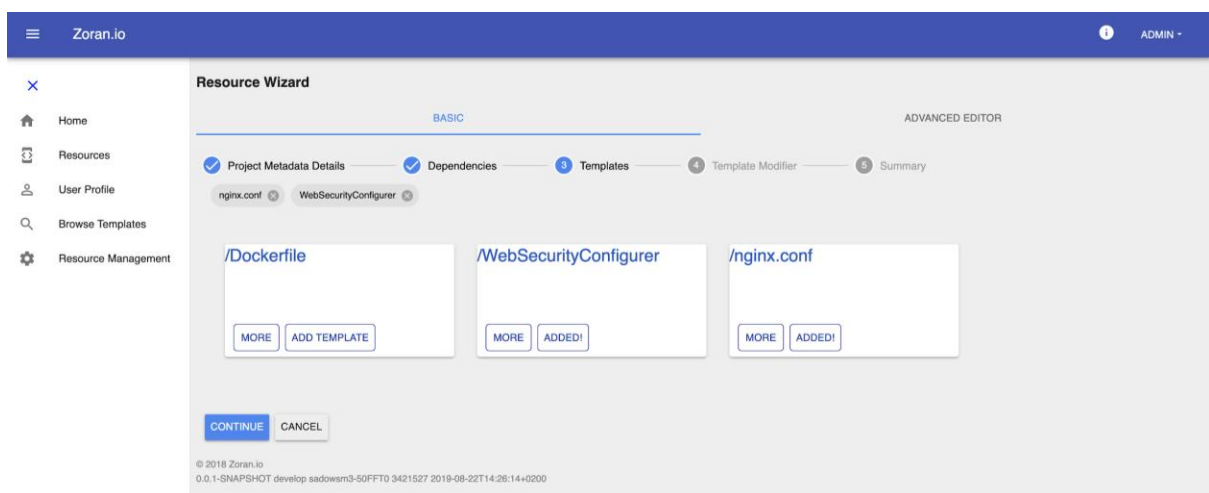 Zoran.io ADMIN
Resource Wizard
BASIC ADVANCED EDITOR
Home
Resources
User Profile
Browse Templates
Resource Management
Project Metadata Details Dependencies 3 Templates 4 Template Modifier 5 Summary
nginx.conf WebSecurityConfigurer
/Dockerfile /WebSecurityConfigurer /nginx.conf
MORE ADD TEMPLATE MORE ADDED! MORE ADDED!
CONTINUE CANCEL
© 2018 Zoran.io
0.0.1-SNAPSHOT develop sadowsm3-50FFT0 3421527 2019-08-22T14:26:14+0200